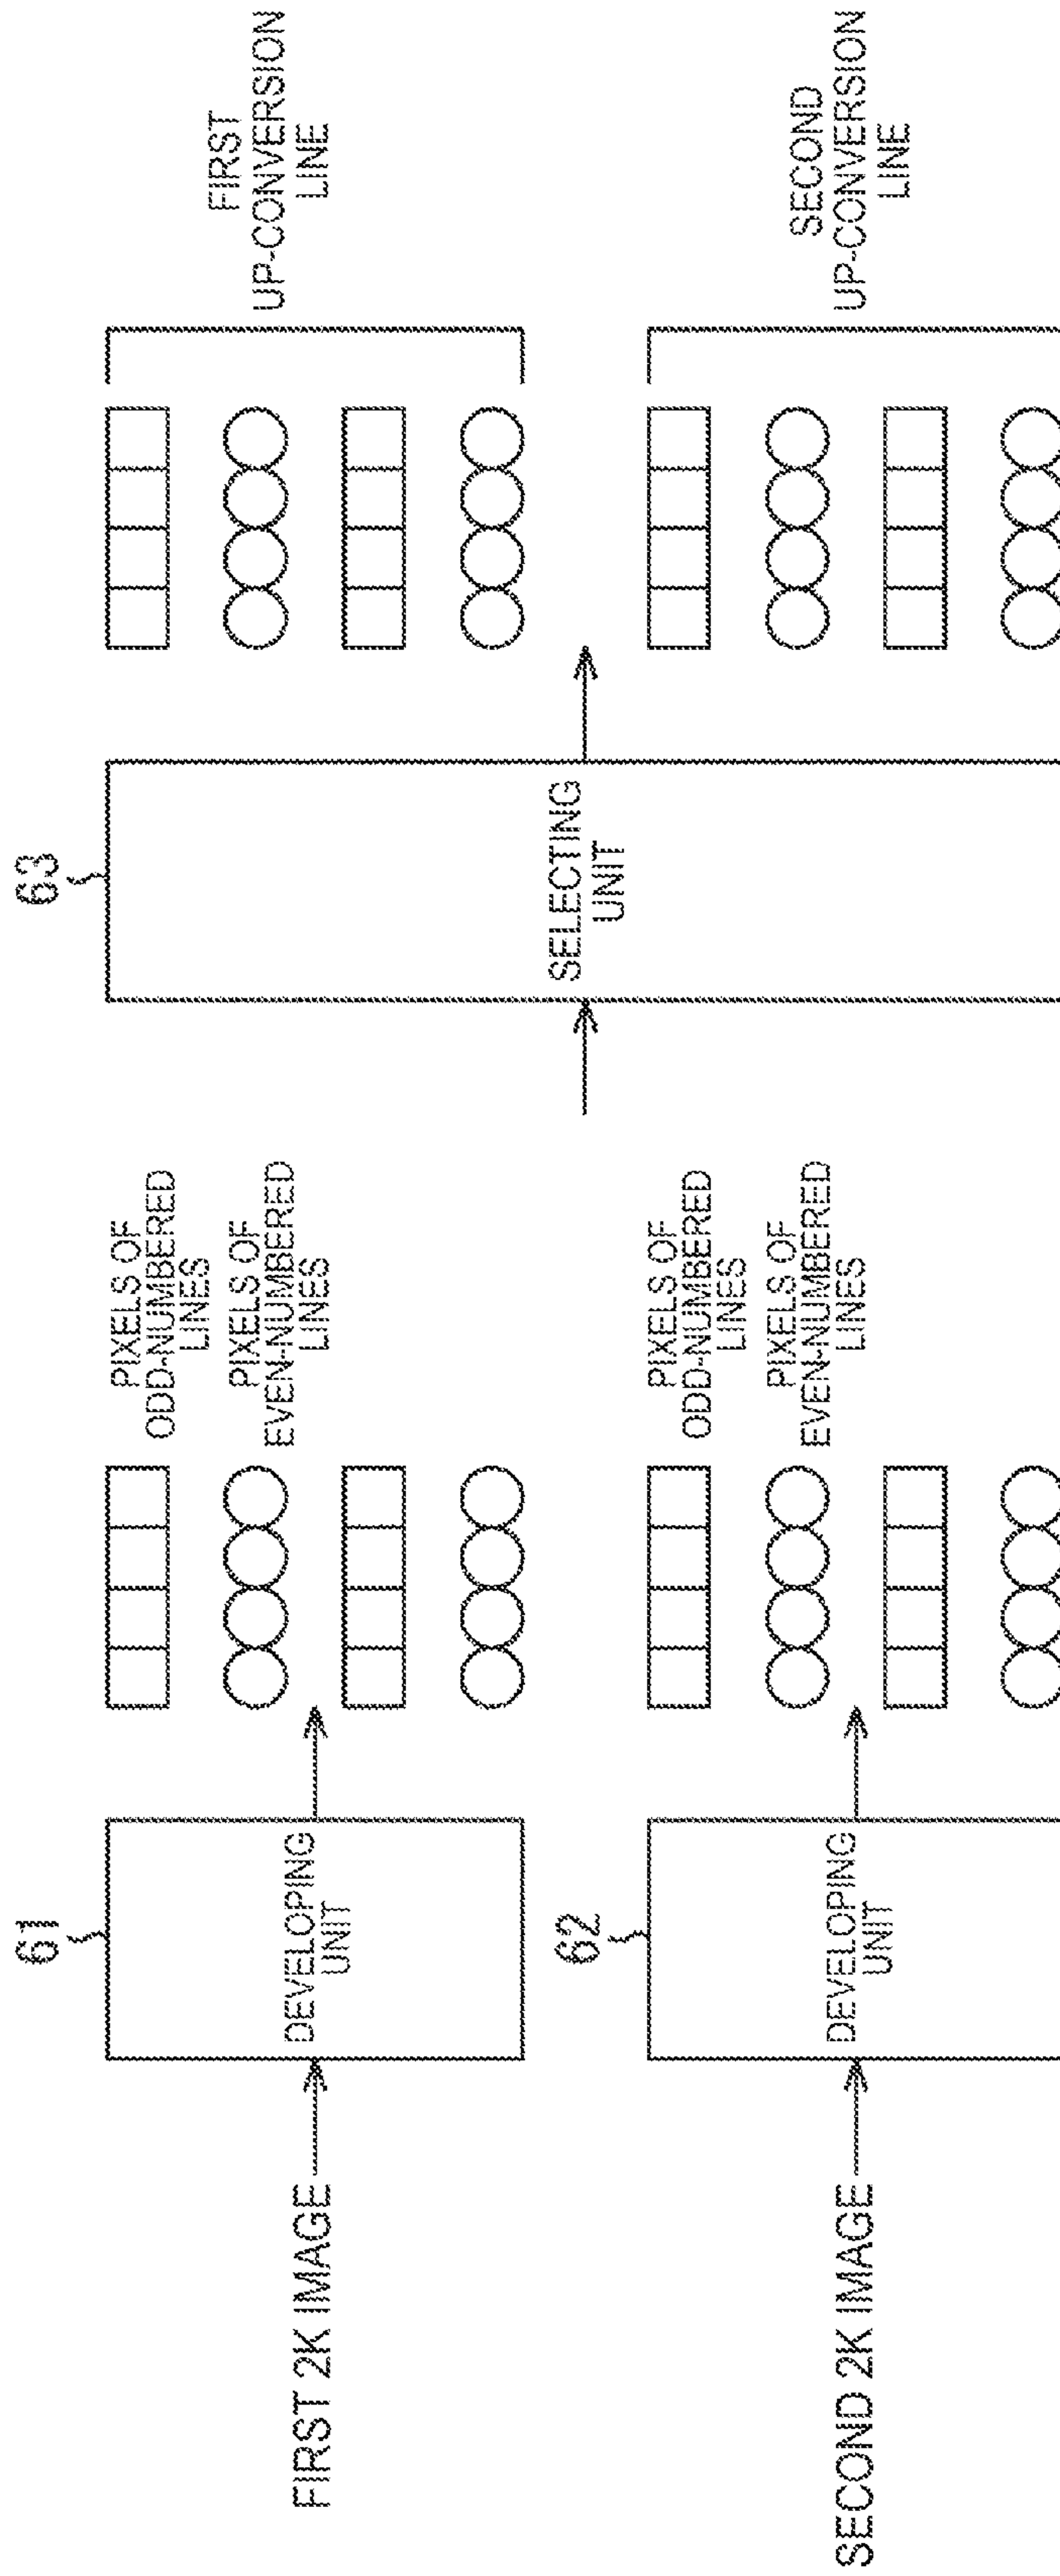 FIRST 2K IMAGE
61
DEVELOPING
UNIT
PIXELS OF
ODD-NUMBERED
LINES
PIXELS OF
EVEN-NUMBERED
LINES
63
SELECTING
UNIT
FIRST
UP-CONVERSION
LINE
SECOND 2K IMAGE
62
DEVELOPING
UNIT
PIXELS OF
ODD-NUMBERED
LINES
PIXELS OF
EVEN-NUMBERED
LINES
SECOND
UP-CONVERSION
LINE